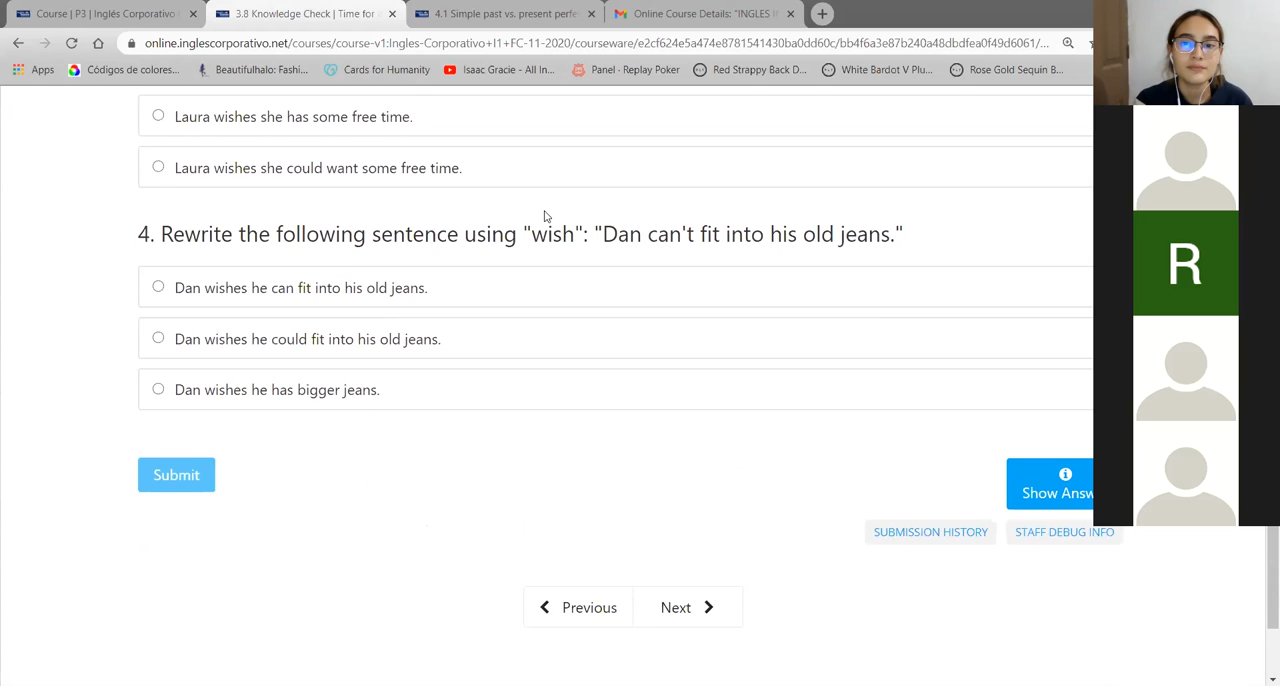 Course | P3 | Inglés Corporativo
3.8 Knowledge Check | Time for
4.1 Simple past vs. present perfe
Online Course Details: "INGLES I
online.inglescorporativo.net/courses/course-v1:Ingles-Corporativo+I1+FC-11-2020/courseware/e2cf624e5a474e8781541430ba0dd60c/bb4f6a3e87b240a48dbdfea0f49d6061/...
Apps
Códigos de colores...
Beautifulhalo: Fashi...
Cards for Humanity
Isaac Gracie - All In...
Panel · Replay Poker
Red Strappy Back D...
White Bardot V Plu...
Rose Gold Sequin B...
Laura wishes she has some free time.
Laura wishes she could want some free time.
4. Rewrite the following sentence using "wish": "Dan can't fit into his old jeans."
Dan wishes he can fit into his old jeans.
Dan wishes he could fit into his old jeans.
Dan wishes he has bigger jeans.
Submit
Show Answ
SUBMISSION HISTORY
STAFF DEBUG INFO
Previous
Next
R